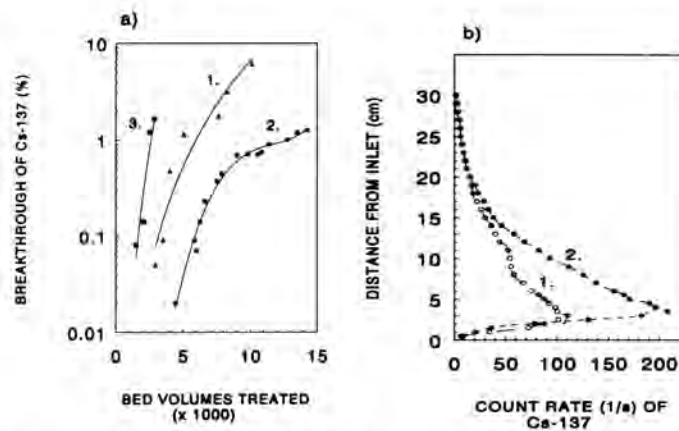 a)
BREAKTHROUGH OF Cs-137 (%)
10
1
0.1
0.01
1.
2.
3.
0 5 10 15
BED VOLUMES TREATED
(x 1000)
b)
DISTANCE FROM INLET (cm)
30
25
20
15
10
5
0
2.
1.
0 50 100 150 200
COUNT RATE (1/s) OF
Cs-137